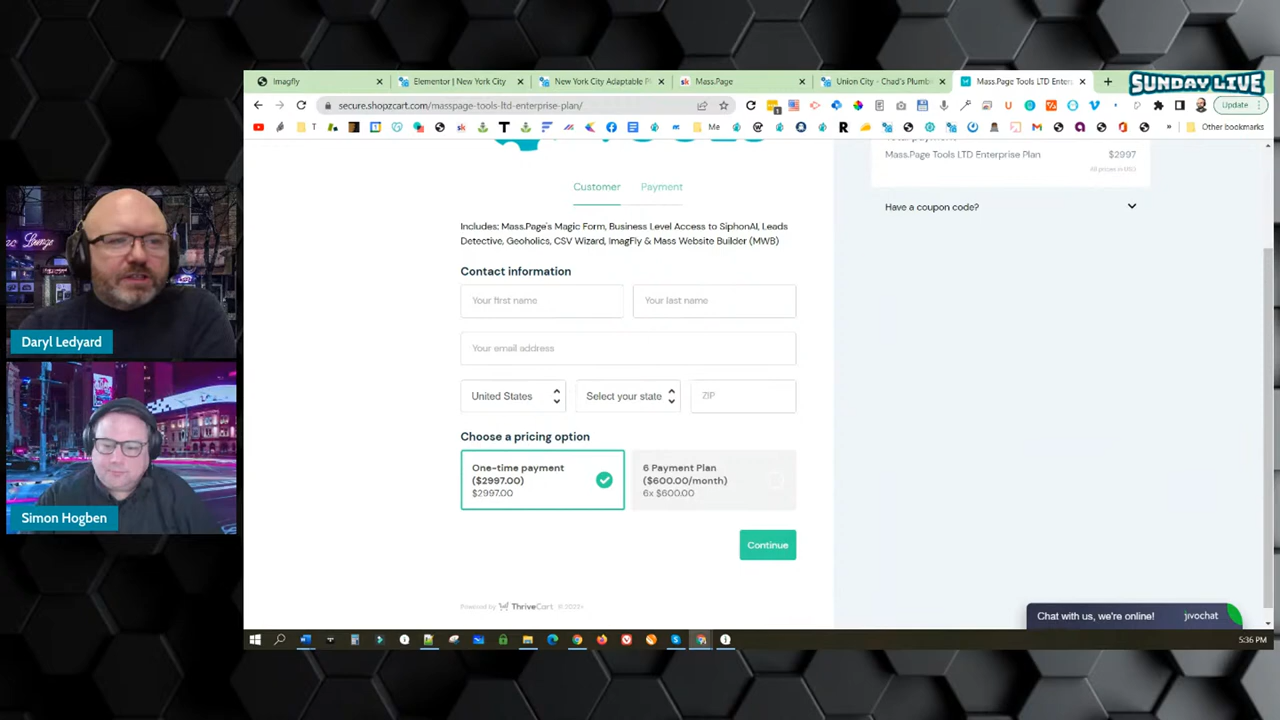 SUNDAY LIVE
Imagfly
Elementor | New York City
New York City Adaptable Pl
Mass.Page
Union City - Chad's Plumbi
Mass.Page Tools LTD Enter
secure.shopzcart.com/masspage-tools-ltd-enterprise-plan/
Update
T
Me
Other bookmarks
Customer
Payment
Includes: Mass.Page's Magic Form, Business Level Access to SiphonAI, Leads
Detective, Geoholics, CSV Wizard, ImagFly & Mass Website Builder (MWB)
Contact information
Your first name
Your last name
Your email address
United States
Select your state
ZIP
Choose a pricing option
One-time payment
($2997.00)
$2997.00
6 Payment Plan
($600.00/month)
6x $600.00
Continue
Powered by ThriveCart
Mass.Page Tools LTD Enterprise Plan
$2997
Have a coupon code?
Chat with us, we're online!
jivochat
5:36 PM
Daryl Ledyard
Simon Hogben